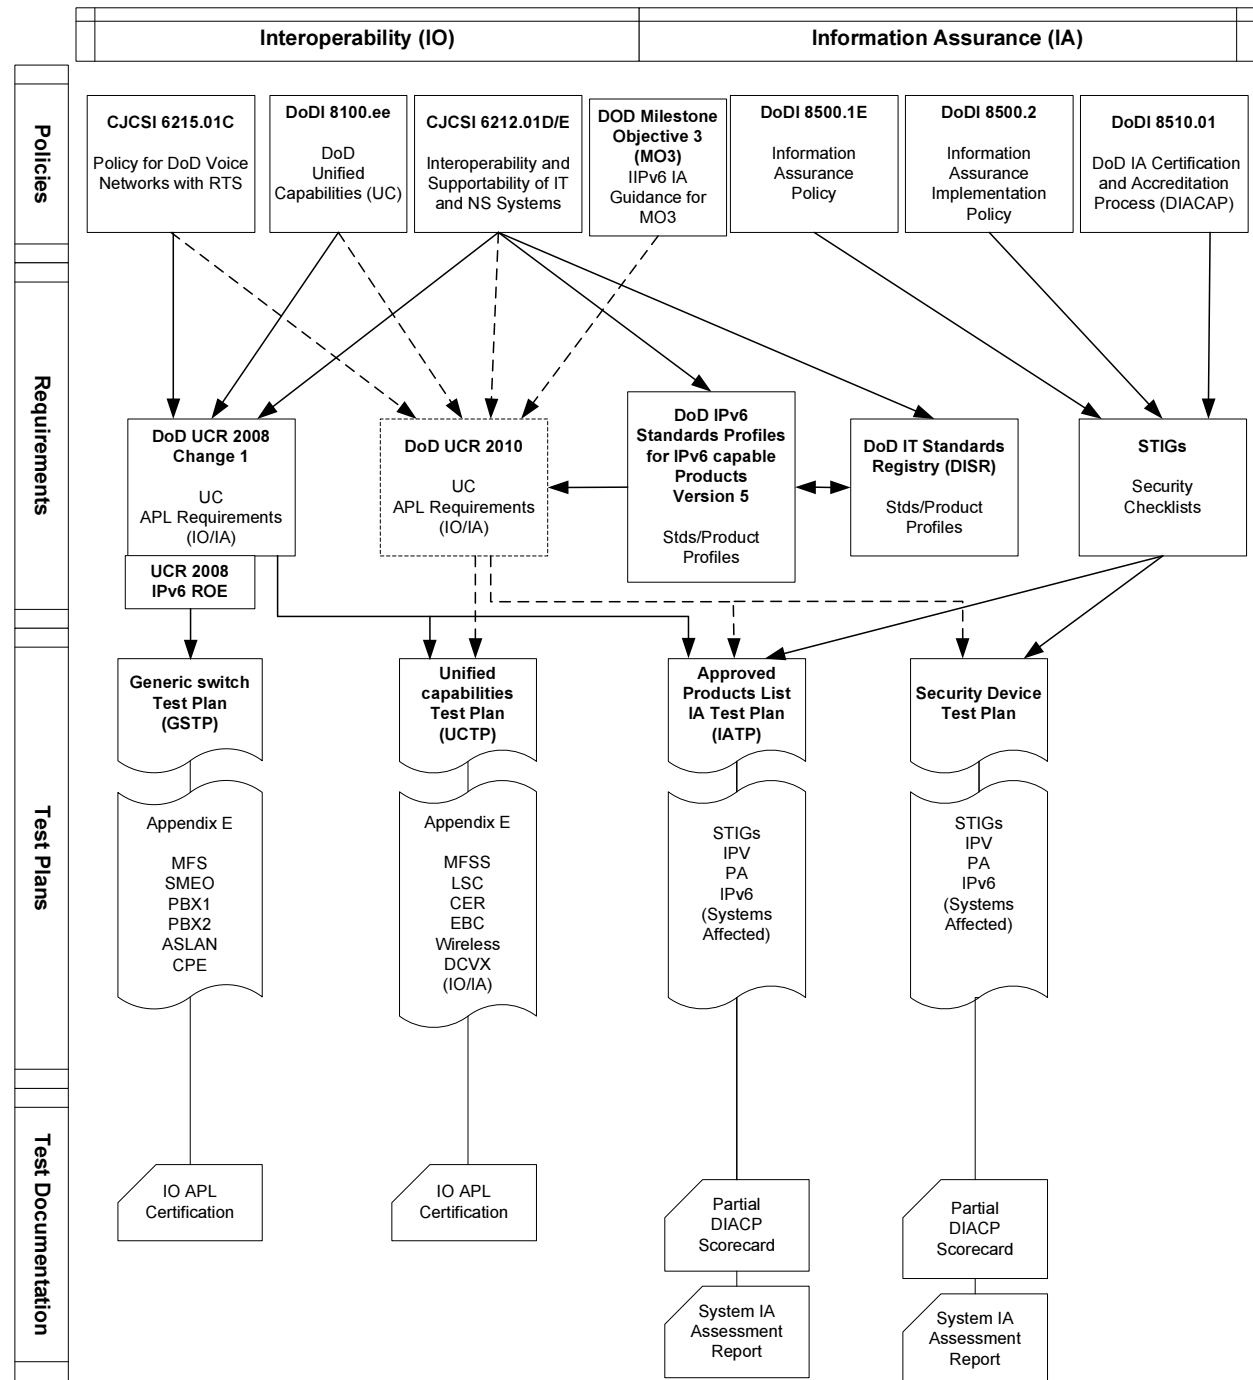 Interoperability (IO)
Information Assurance (IA)
Policies
CJCSI 6215.01C
Policy for DoD Voice
Networks with RTS
DoDI 8100.ee
DoD
Unified
Capabilities (UC)
CJCSI 6212.01D/E
Interoperability and
Supportability of IT
and NS Systems
DOD Milestone
Objective 3
(MO3)
IIPv6 IA
Guidance for
MO3
DoDI 8500.1E
Information
Assurance
Policy
DoDI 8500.2
Information
Assurance
Implementation
Policy
DoDI 8510.01
DoD IA Certification
and Accreditation
Process (DIACAP)
Requirements
DoD UCR 2008
Change 1
UC
APL Requirements
(IO/IA)
UCR 2008
IPv6 ROE
DoD UCR 2010
UC
APL Requirements
(IO/IA)
DoD IPv6
Standards Profiles
for IPv6 capable
Products
Version 5
Stds/Product
Profiles
DoD IT Standards
Registry (DISR)
Stds/Product
Profiles
STIGs
Security
Checklists
Test Plans
Generic switch
Test Plan
(GSTP)
Appendix E
MFS
SMEO
PBX1
PBX2
ASLAN
CPE
Unified
capabilities
Test Plan
(UCTP)
Appendix E
MFSS
LSC
CER
EBC
Wireless
DCVX
(IO/IA)
Approved
Products List
IA Test Plan
(IATP)
STIGs
IPV
PA
IPv6
(Systems
Affected)
Security Device
Test Plan
STIGs
IPV
PA
IPv6
(Systems
Affected)
Test Documentation
IO APL
Certification
IO APL
Certification
Partial
DIACP
Scorecard
System IA
Assessment
Report
Partial
DIACP
Scorecard
System IA
Assessment
Report